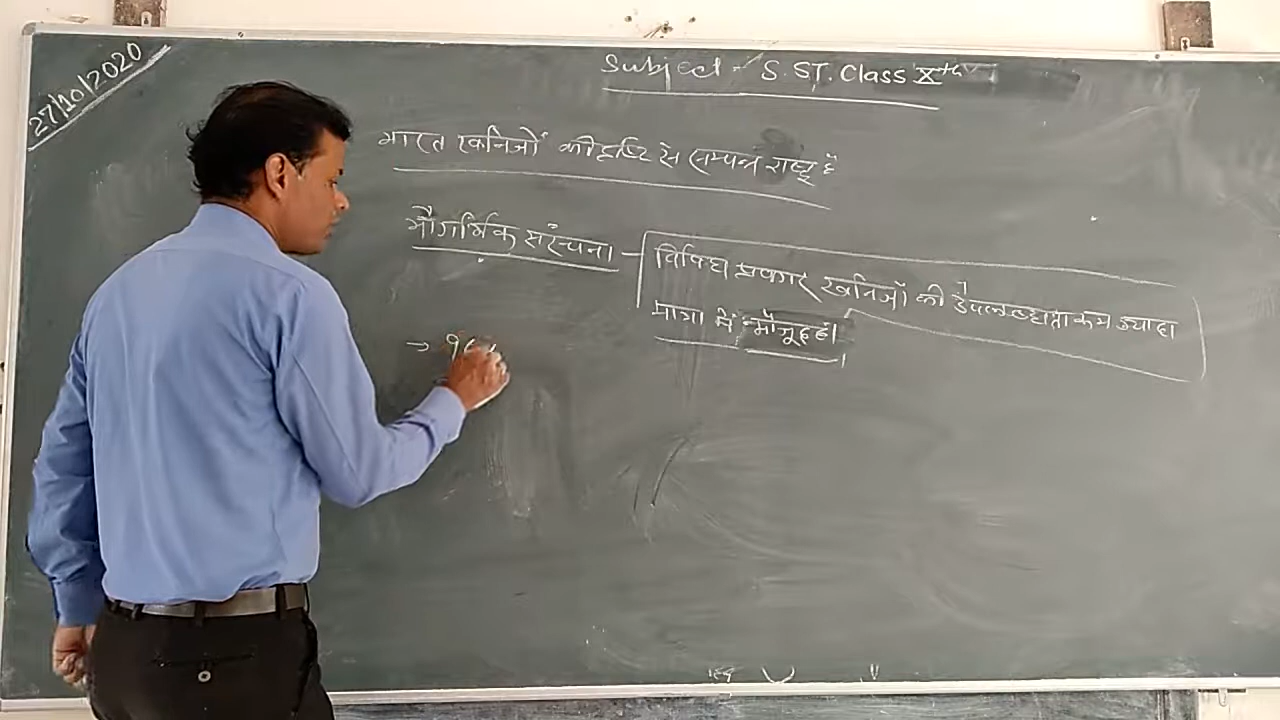 27/10/2020
Subject - S.ST. Class Xth
भारत खनिजों की दृष्टि से सम्पन्न राष्ट्र है
भौगर्भिक संरचना -
विविध प्रकार खनिजों की उपलब्धता कम ज्यादा
मात्रा में मौजूद है।
→